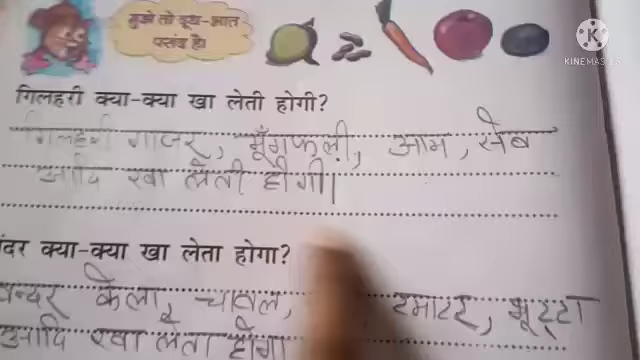 मुझे तो दूध-भात
पसंद है।
KINEMASTER
गिलहरी क्या-क्या खा लेती होगी?
गिलहरी गाजर, मूँगफली, आम, सेब
आदि खा लेती होगी।
बंदर क्या-क्या खा लेता होगा?
बन्दर केला, चावल, टमाटर, भुट्टा
आदि खा लेता होगा